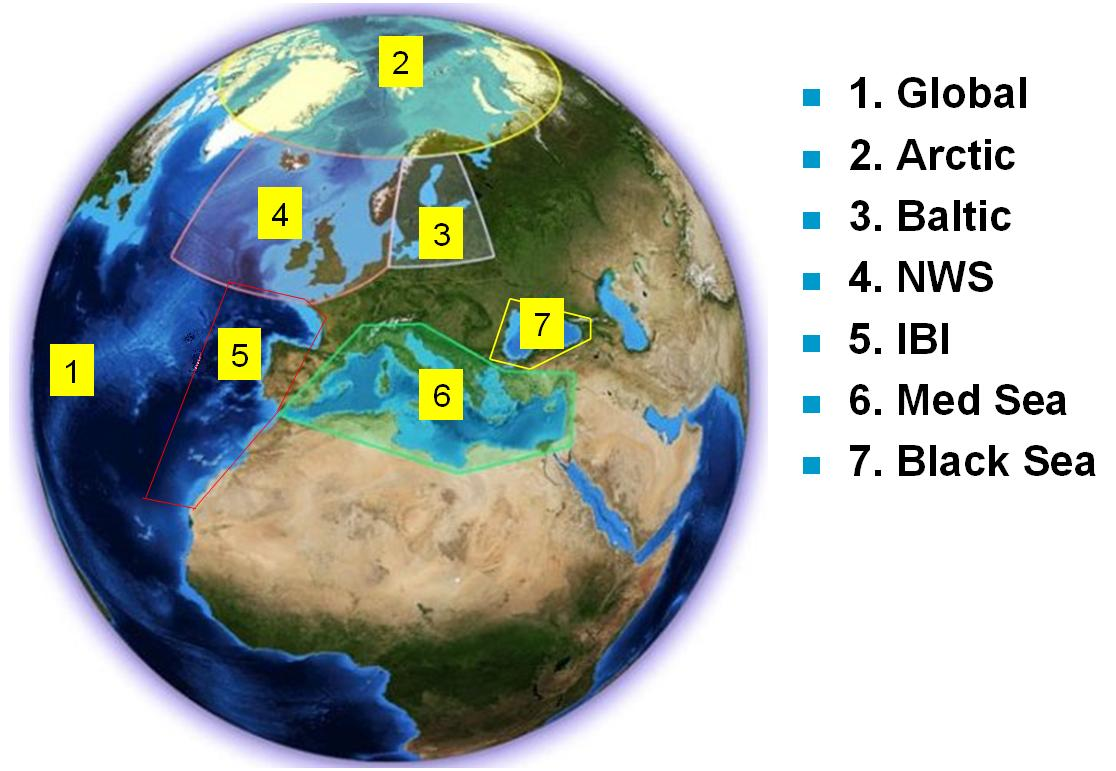 2
4
3
7
5
1
6
1. Global
2. Arctic
3. Baltic
4. NWS
5. IBI
6. Med Sea
7. Black Sea